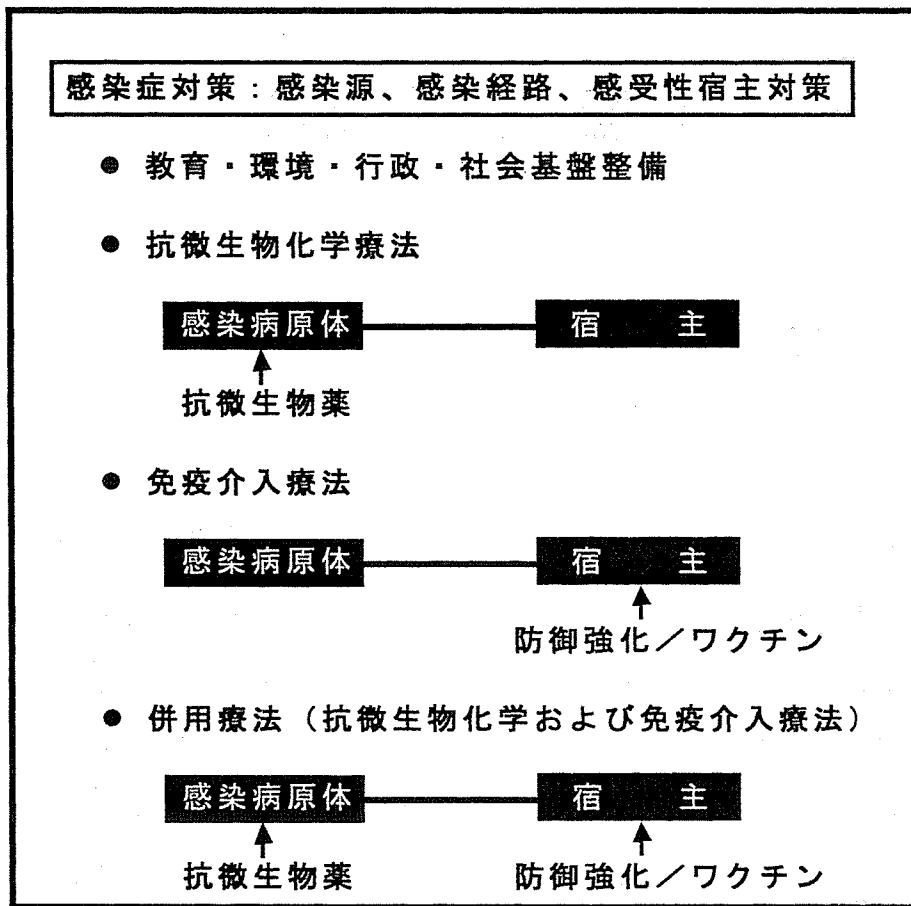 感染症対策：感染源、感染経路、感受性宿主対策
● 教育・環境・行政・社会基盤整備
● 抗微生物化学療法
感染病原体 宿 主
抗微生物薬
● 免疫介入療法
感染病原体 宿 主
防御強化／ワクチン
● 併用療法（抗微生物化学および免疫介入療法）
感染病原体 宿 主
抗微生物薬 防御強化／ワクチン